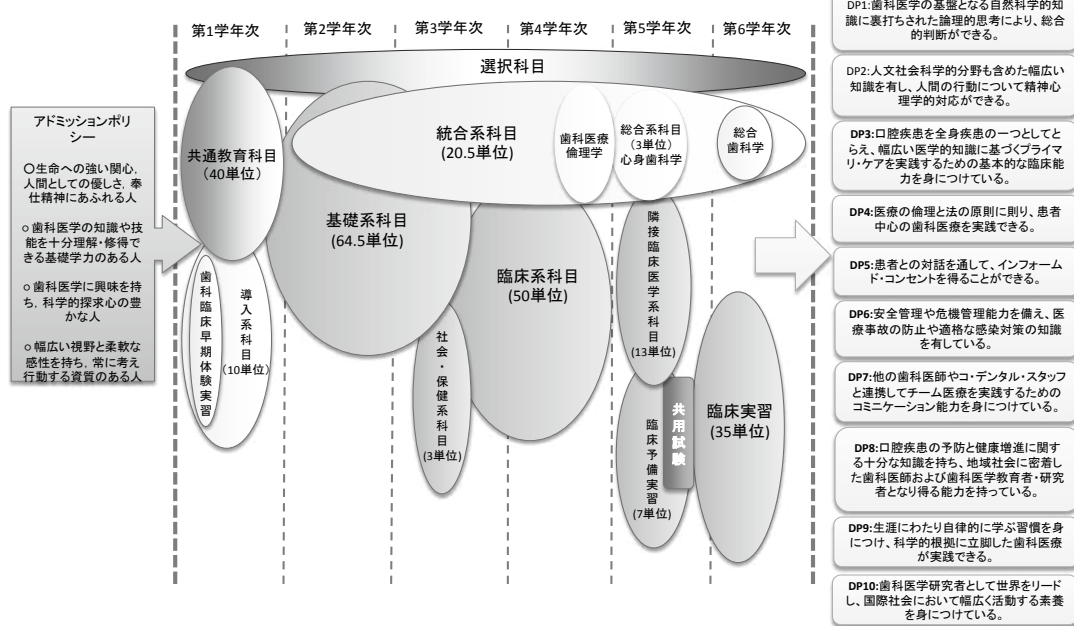 第1学年次
第2学年次
第3学年次
第4学年次
第5学年次
第6学年次
選択科目
アドミッションポリ
シー
〇生命への強い関心,
人間としての優しさ, 奉
仕精神にあふれる人
○歯科医学の知識や技
能を十分理解・修得で
きる基礎学力のある人
○歯科医学に興味を持
ち, 科学的探求心の豊
かな人
○幅広い視野と柔軟な
感性を持ち, 常に考え
行動する資質のある人
共通教育科目
(40単位)
歯科臨床早期体験実習
導入系科目
(10単位)
基礎系科目
(64.5単位)
統合系科目
(20.5単位)
歯科医療
倫理学
総合系科目
(3単位)
心身歯科学
総合
歯科学
社会・保健系科目
(3単位)
臨床系科目
(50単位)
隣接臨床医学系科目
(13単位)
臨床予備実習
(7単位)
共用試験
臨床実習
(35単位)
DP1:歯科医学の基盤となる自然科学的知
識に裏打ちされた論理的思考により、総合
的判断ができる。
DP2:人文社会科学的分野も含めた幅広い
知識を有し、人間の行動について精神心
理学的対応ができる。
DP3:口腔疾患を全身疾患の一つとしてと
らえ、幅広い医学的知識に基づくプライマ
リ・ケアを実践するための基本的な臨床能
力を身につけている。
DP4:医療の倫理と法の原則に則り、患者
中心の歯科医療を実践できる。
DP5:患者との対話を通して、インフォーム
ド・コンセントを得ることができる。
DP6:安全管理や危機管理能力を備え、医
療事故の防止や適格な感染対策の知識
を有している。
DP7:他の歯科医師やコ・デンタル・スタッフ
と連携してチーム医療を実践するための
コミニケーション能力を身につけている。
DP8:口腔疾患の予防と健康増進に関す
る十分な知識を持ち、地域社会に密着し
た歯科医師および歯科医学教育者・研究
者となり得る能力を持っている。
DP9:生涯にわたり自律的に学ぶ習慣を身
につけ、科学的根拠に立脚した歯科医療
が実践できる。
DP10:歯科医学研究者として世界をリード
し、国際社会において幅広く活動する素養
を身につけている。